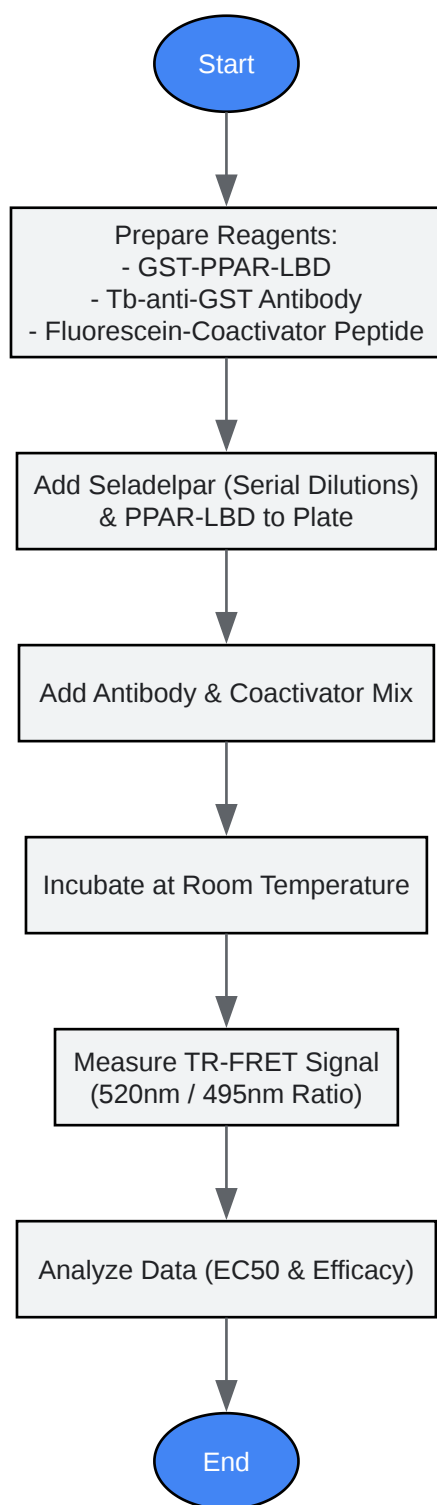 Start
Prepare Reagents:
- GST-PPAR-LBD
- Tb-anti-GST Antibody
- Fluorescein-Coactivator Peptide
Add Seladelpar (Serial Dilutions)
& PPAR-LBD to Plate
Add Antibody & Coactivator Mix
Incubate at Room Temperature
Measure TR-FRET Signal
(520nm / 495nm Ratio)
Analyze Data (EC50 & Efficacy)
End